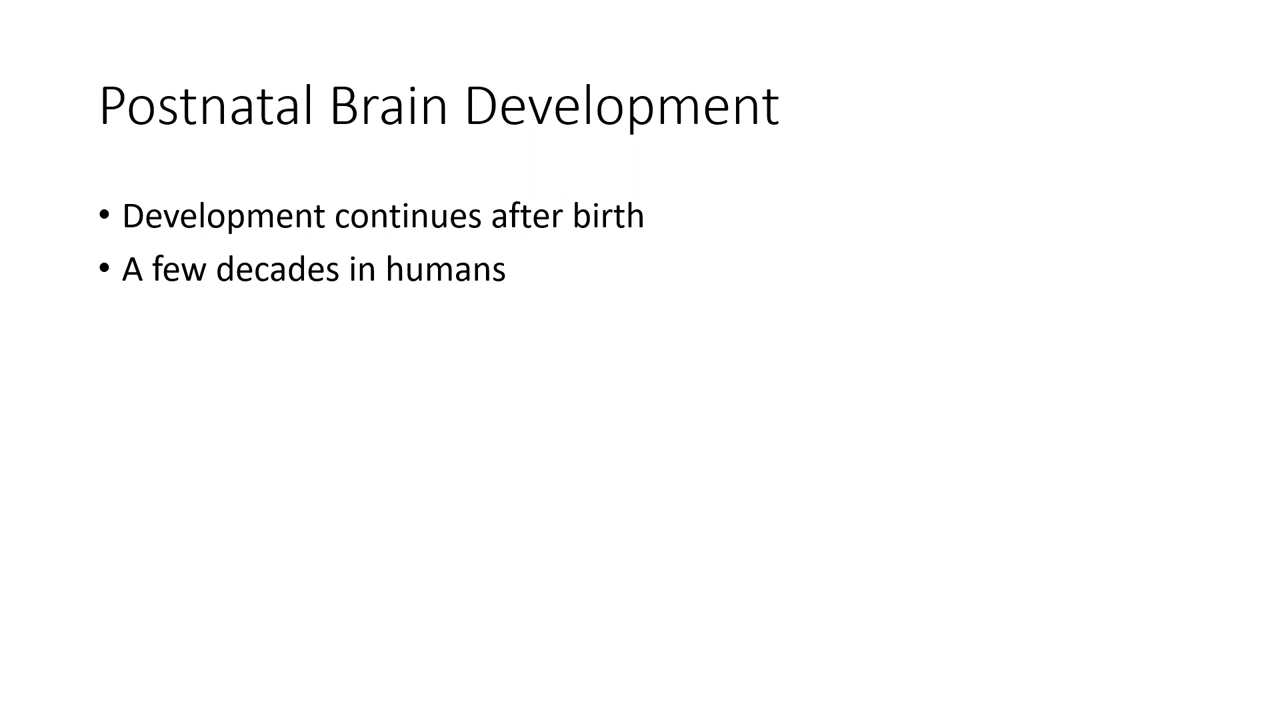 Postnatal Brain Development
• Development continues after birth
• A few decades in humans